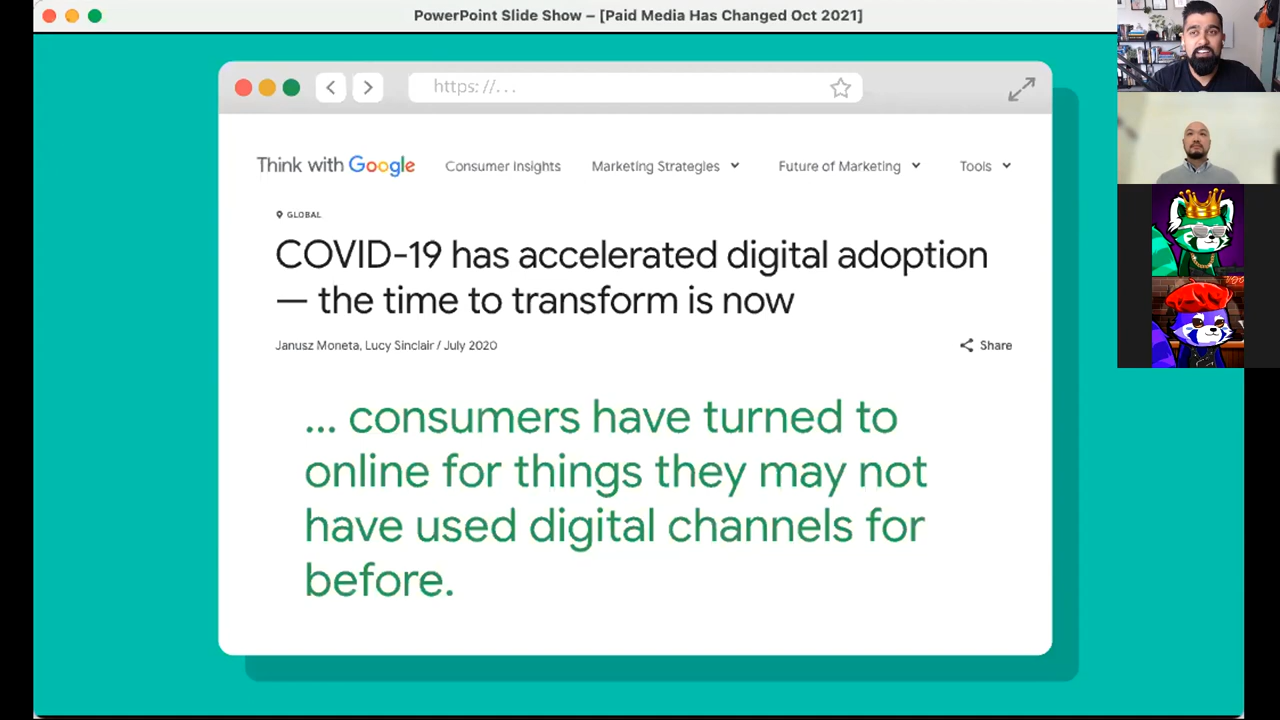 PowerPoint Slide Show – [Paid Media Has Changed Oct 2021]
https: //. . .
Think with Google
Consumer Insights
Marketing Strategies
Future of Marketing
Tools
GLOBAL
COVID-19 has accelerated digital adoption
— the time to transform is now
Janusz Moneta, Lucy Sinclair / July 2020
Share
... consumers have turned to
online for things they may not
have used digital channels for
before.